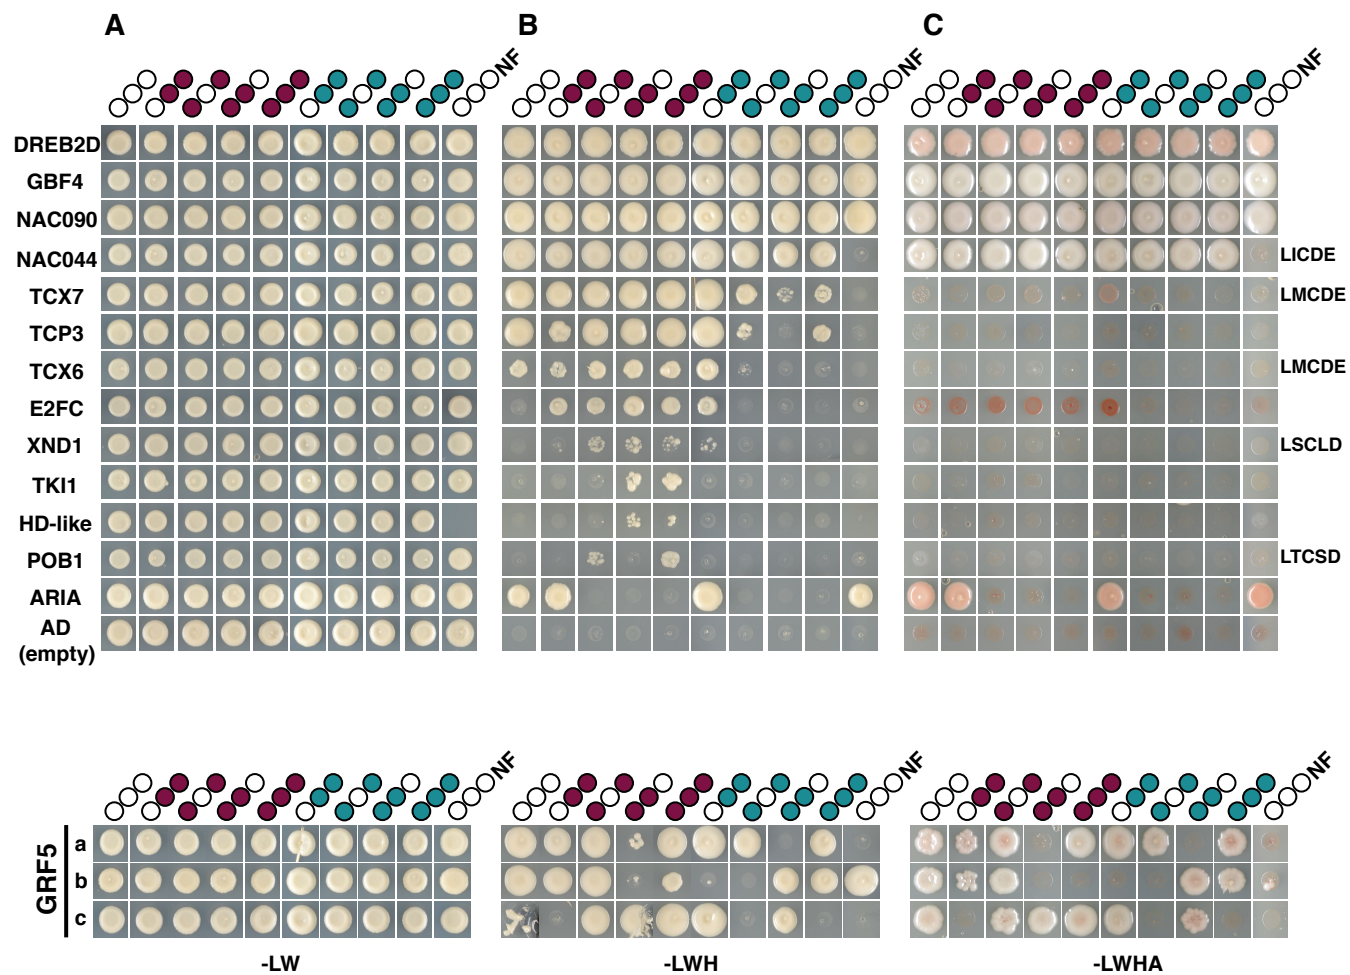 A
B
C
NF
NF
NF
DREB2D
GBF4
NAC090
NAC044
LICDE
TCX7
LMCDE
TCP3
TCX6
LMCDE
E2FC
XND1
LSCLD
TKI1
HD-like
POB1
LTCSD
ARIA
AD
(empty)
NF
NF
NF
GRF5
a
b
c
-LW
-LWH
-LWHA